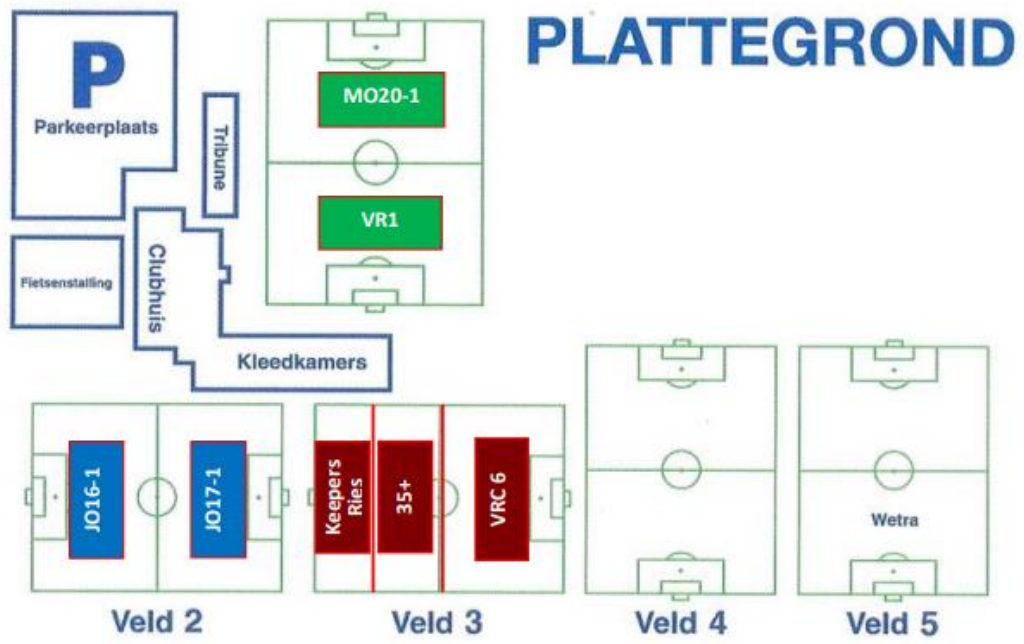 PLATTEGROND
P
Parkeerplaats
Tribune
MO20-1
VR1
Fietsenstalling
Clubhuis
Kleedkamers
JO16-1
JO17-1
Keepers
Ries
35+
VRC 6
Wetra
Veld 2
Veld 3
Veld 4
Veld 5